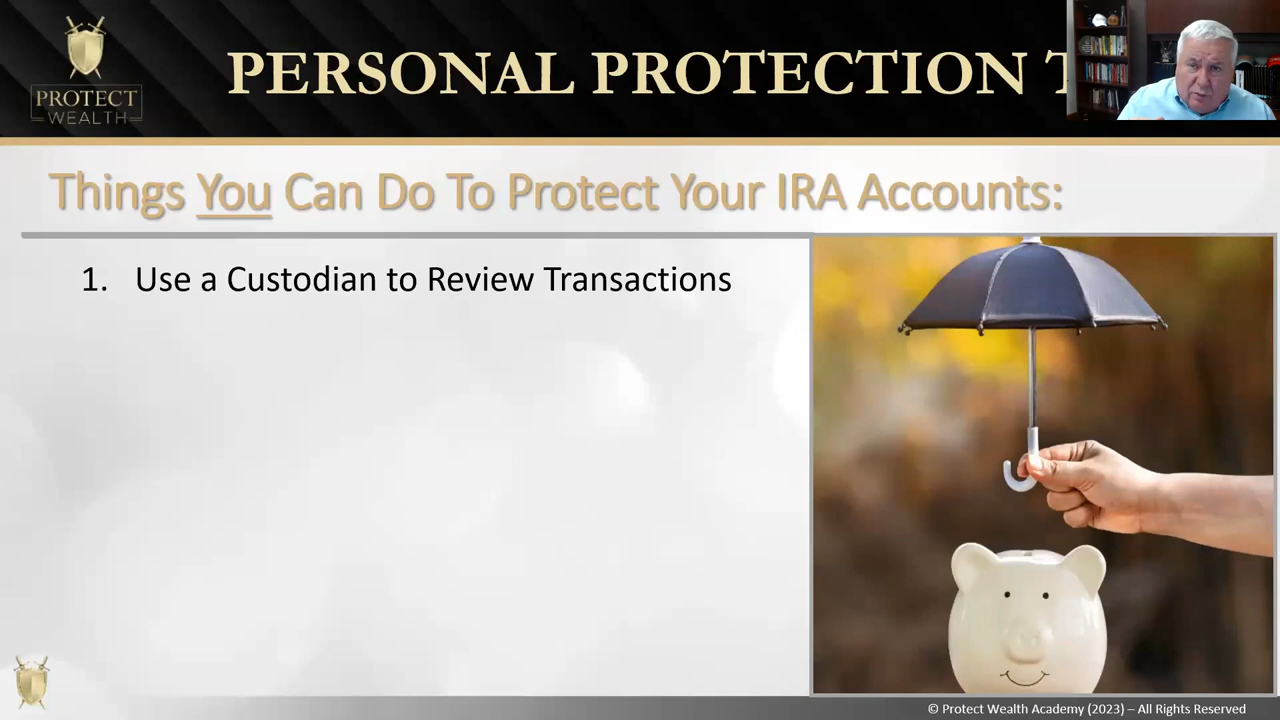 PROTECT
WEALTH
PERSONAL PROTECTION T
Things You Can Do To Protect Your IRA Accounts:
1. Use a Custodian to Review Transactions
© Protect Wealth Academy (2023) – All Rights Reserved